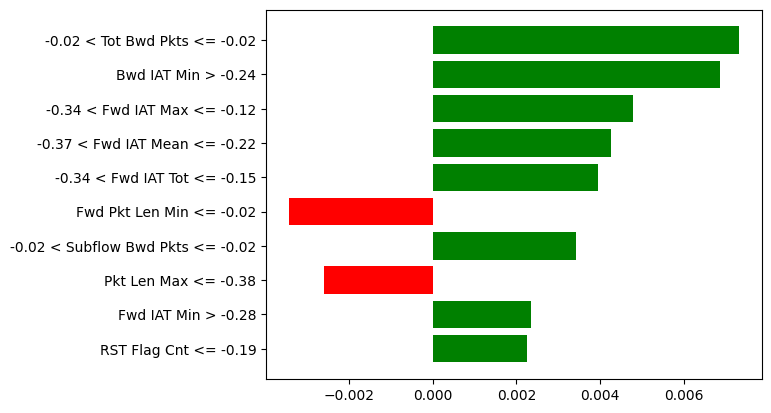 -0.02 < Tot Bwd Pkts <= -0.02
Bwd IAT Min > -0.24
-0.34 < Fwd IAT Max <= -0.12
-0.37 < Fwd IAT Mean <= -0.22
-0.34 < Fwd IAT Tot <= -0.15
Fwd Pkt Len Min <= -0.02
-0.02 < Subflow Bwd Pkts <= -0.02
Pkt Len Max <= -0.38
Fwd IAT Min > -0.28
RST Flag Cnt <= -0.19
−0.002 0.000 0.002 0.004 0.006